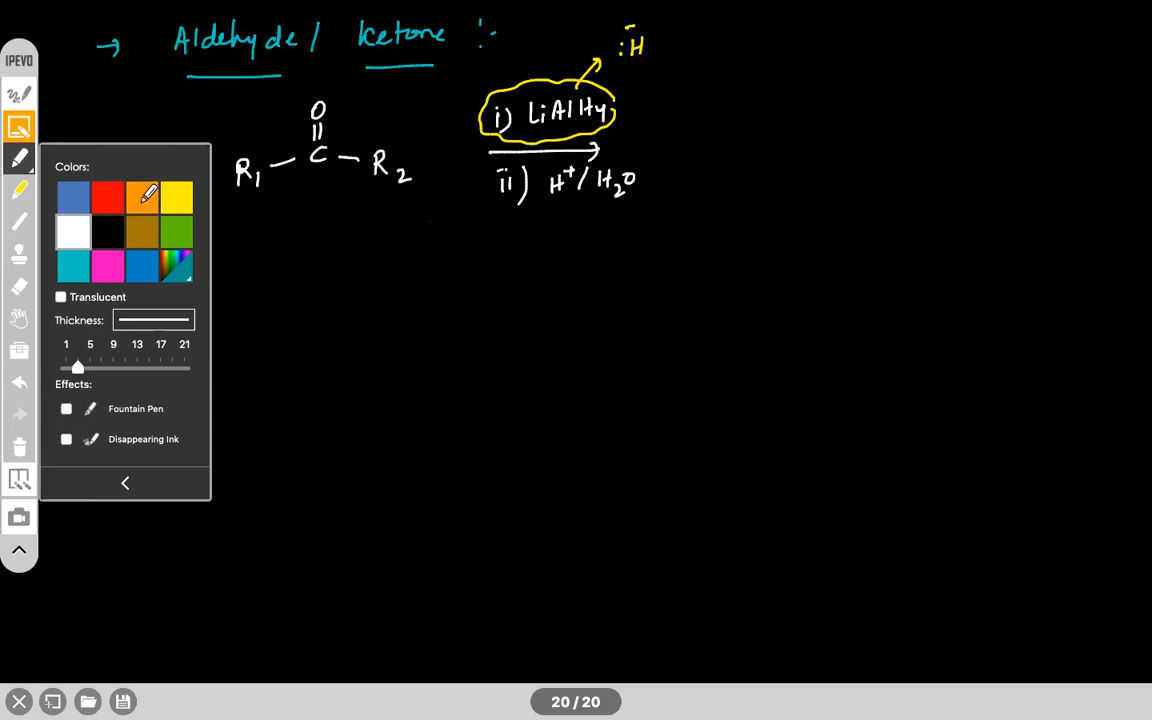 → Aldehyde / ketone :-
:H̄
O
||
R₁ — C — R₂
i) LiAlH₄
ii) H⁺/H₂O
IPEVO
Colors:
Translucent
Thickness:
1 5 9 13 17 21
Effects:
Fountain Pen
Disappearing Ink
20 / 20